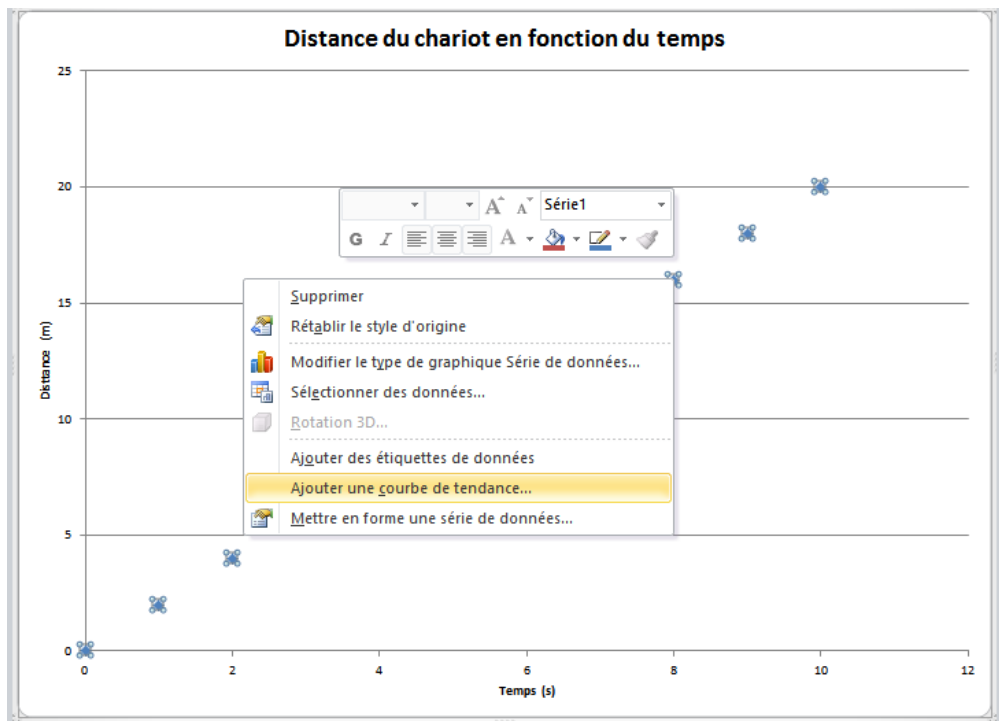 Distance du chariot en fonction du temps
25
20
15
10
5
0
Disttance (m)
Série1
A A
G I A
Supprimer
Rétablir le style d'origine
Modifier le type de graphique Série de données...
Sélectionner des données...
Rotation 3D...
Ajouter des étiquettes de données
Ajouter une courbe de tendance...
Mettre en forme une série de données...
0 2 4 6 8 10 12
Temps (s)